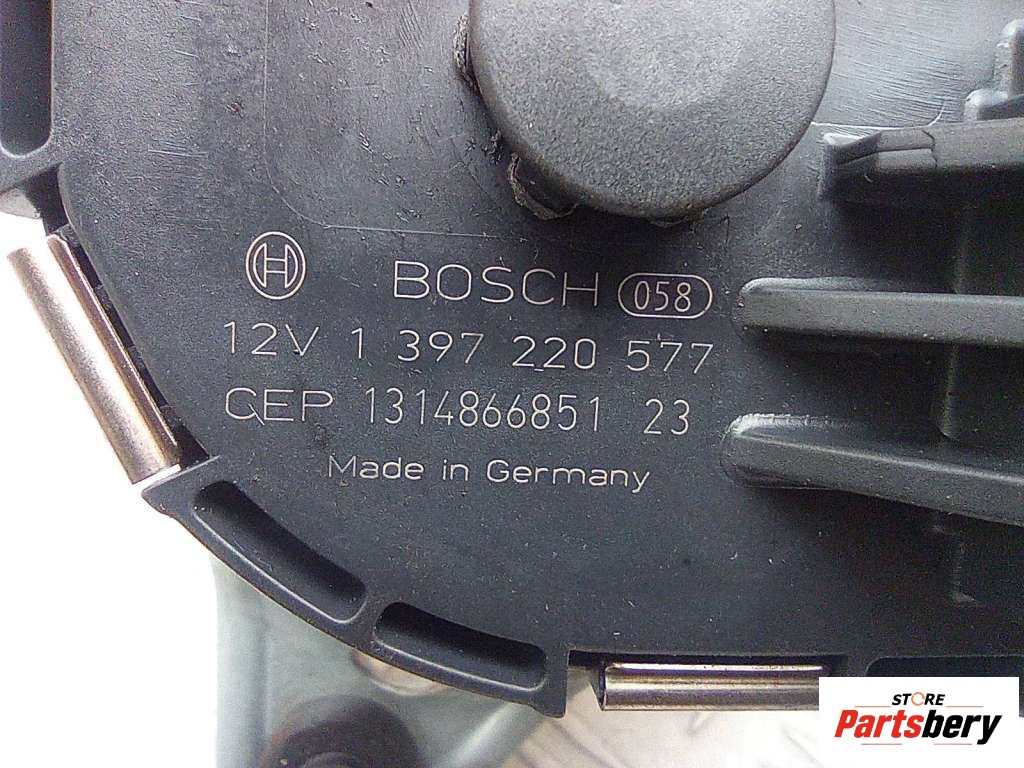 BOSCH 058
12V 1 397 220 577
CEP 1314866851 23
Made in Germany
STORE
Partsbery